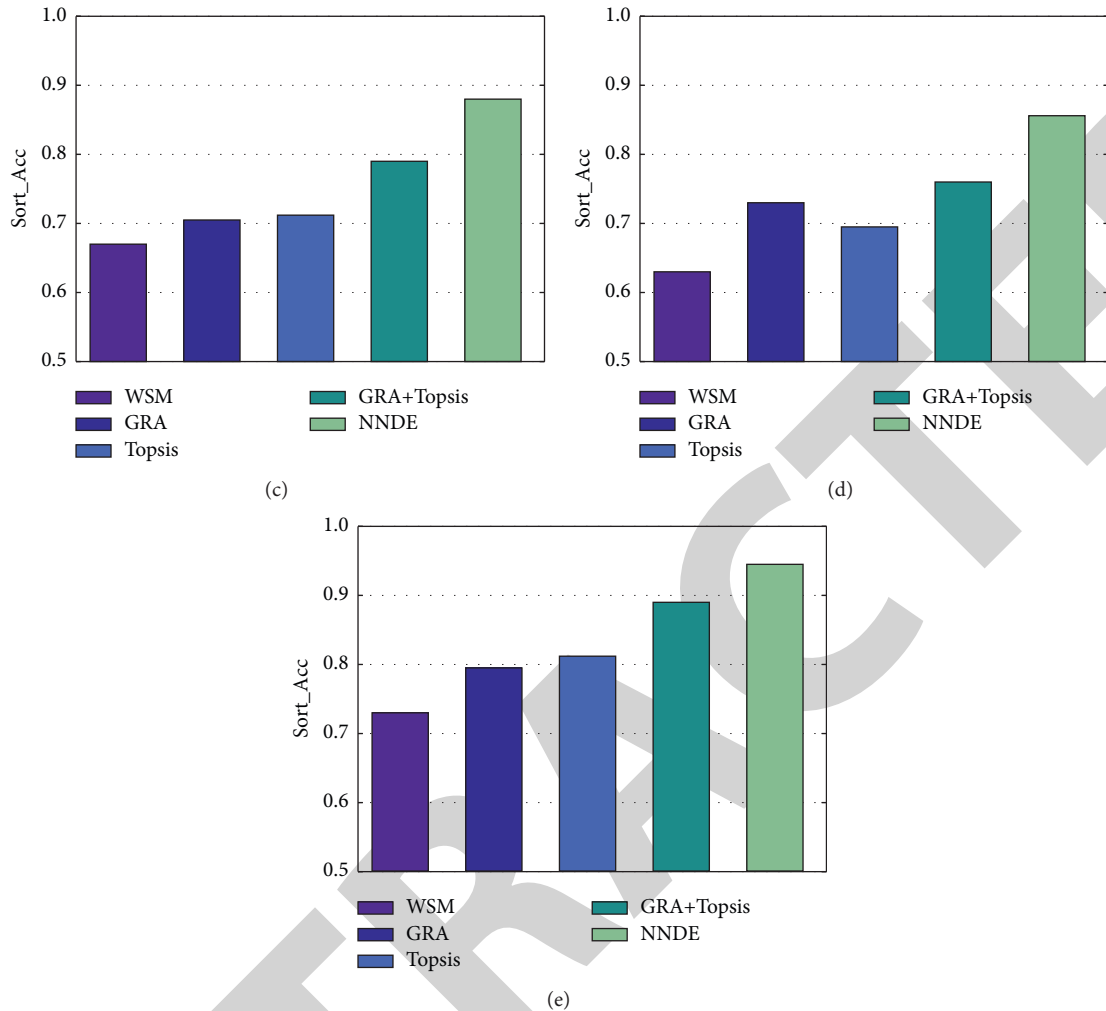 1.0
0.9
0.8
0.7
0.6
0.5
Sort_Acc
WSM
GRA
Topsis
GRA+Topsis
NNDE
(c)
1.0
0.9
0.8
0.7
0.6
0.5
Sort_Acc
WSM
GRA
Topsis
GRA+Topsis
NNDE
(d)
1.0
0.9
0.8
0.7
0.6
0.5
Sort_Acc
WSM
GRA
Topsis
GRA+Topsis
NNDE
(e)
TRACTE